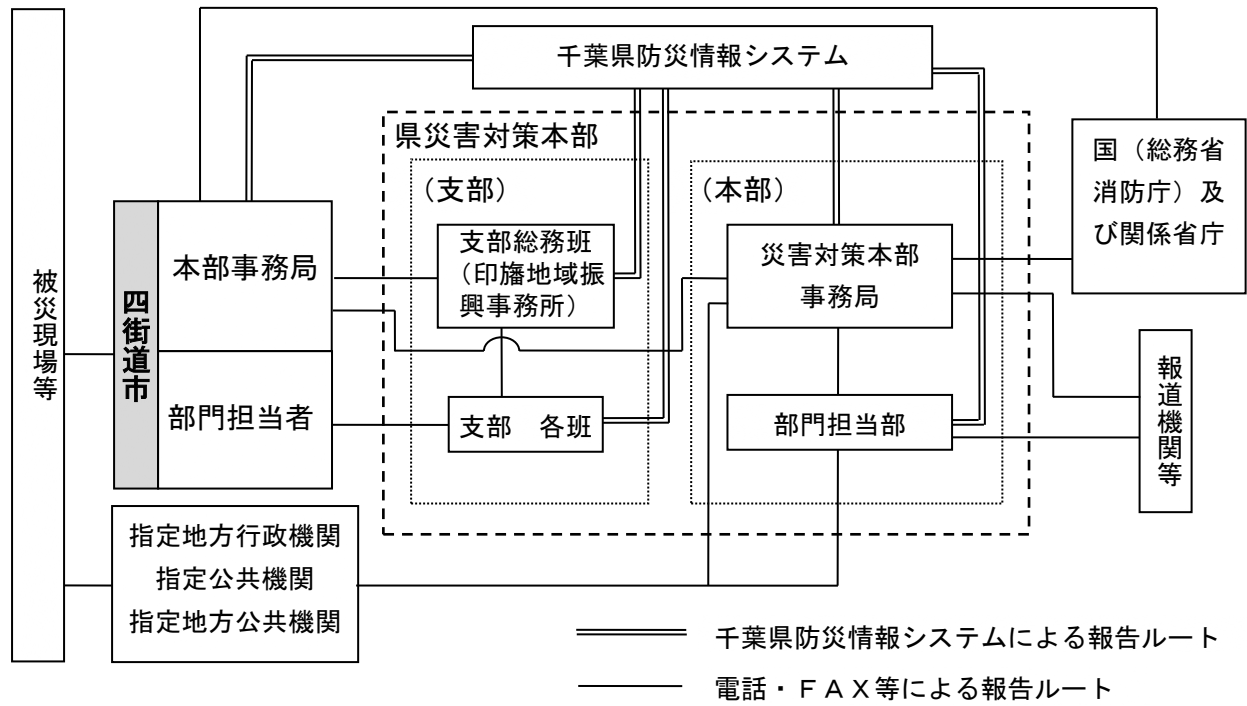 千葉県防災情報システム
県災害対策本部
（支部）
（本部）
国（総務省
消防庁）及
び関係省庁
被災現場等
四街道市
本部事務局
部門担当者
支部総務班
（印旛地域振
興事務所）
支部　各班
災害対策本部
事務局
部門担当部
報道機関等
指定地方行政機関
指定公共機関
指定地方公共機関
千葉県防災情報システムによる報告ルート
電話・ＦＡＸ等による報告ルート